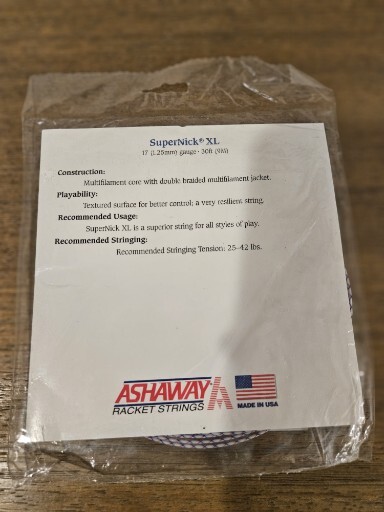 SuperNick® XL
17 (1.25mm) gauge · 30ft (9M)
Construction:
Multifilament core with double braided multifilament jacket.
Playability:
Textured surface for better control; a very resilient string.
Recommended Usage:
SuperNick XL is a superior string for all styles of play.
Recommended Stringing:
Recommended Stringing Tension: 25-42 lbs.
ASHAWAY
RACKET STRINGS
MADE IN USA